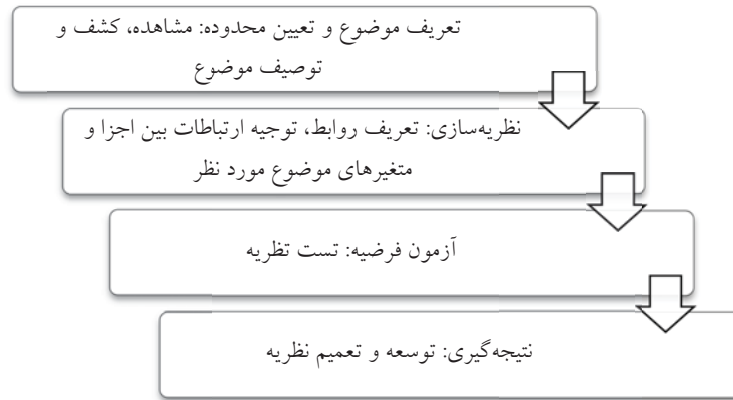 تعریف موضوع و تعیین محدوده: مشاهده، کشف و
توصیف موضوع
نظریه‌سازی: تعریف روابط، توجیه ارتباطات بین اجزا و
متغیرهای موضوع مورد نظر
آزمون فرضیه: تست تظریه
نتیجه‌گیری: توسعه و تعمیم نظریه